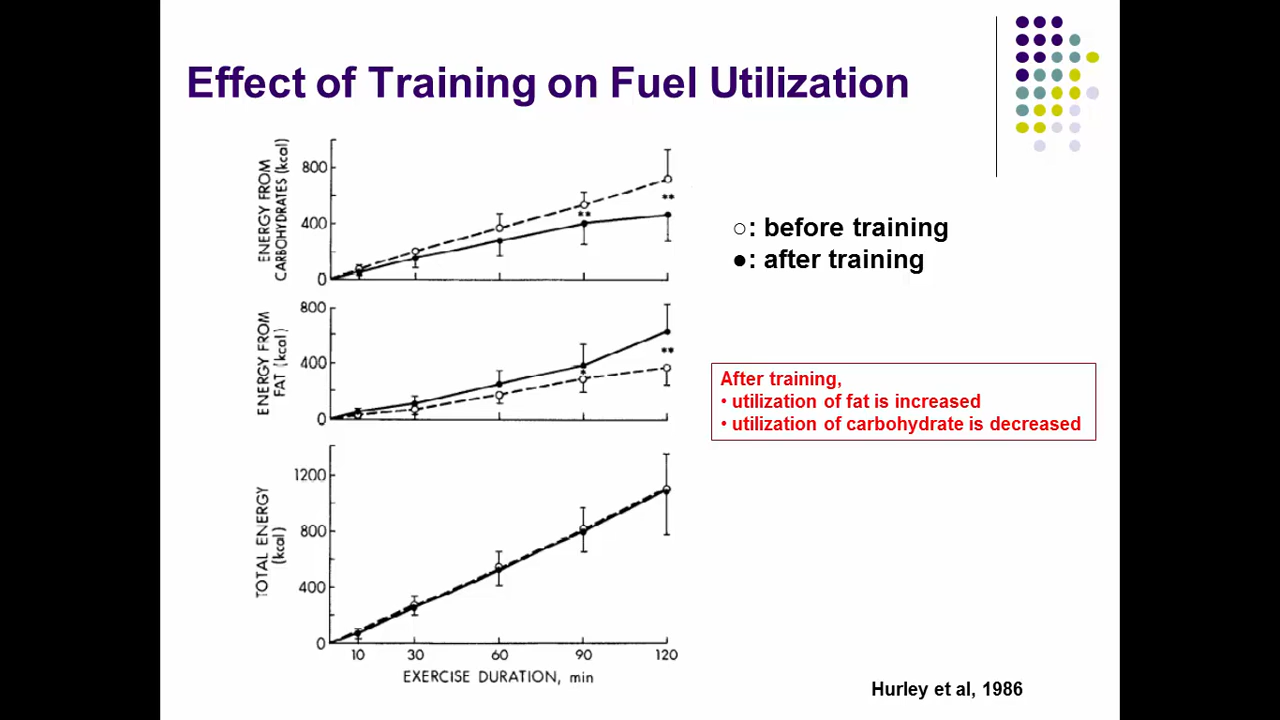 Effect of Training on Fuel Utilization
ENERGY FROM
CARBOHYDRATES (kcal)
800
400
0
**
**
○: before training
●: after training
ENERGY FROM
FAT (kcal)
800
400
0
*
**
After training,
• utilization of fat is increased
• utilization of carbohydrate is decreased
TOTAL ENERGY
(kcal)
1200
800
400
0
10 30 60 90 120
EXERCISE DURATION, min
Hurley et al, 1986